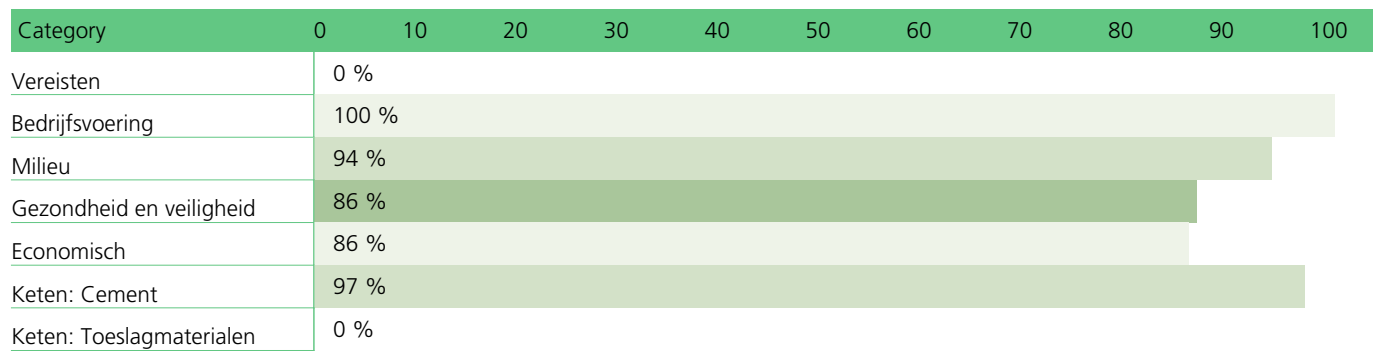 Category 0 10 20 30 40 50 60 70 80 90 100
Vereisten 0 %
Bedrijfsvoering 100 %
Milieu 94 %
Gezondheid en veiligheid 86 %
Economisch 86 %
Keten: Cement 97 %
Keten: Toeslagmaterialen 0 %